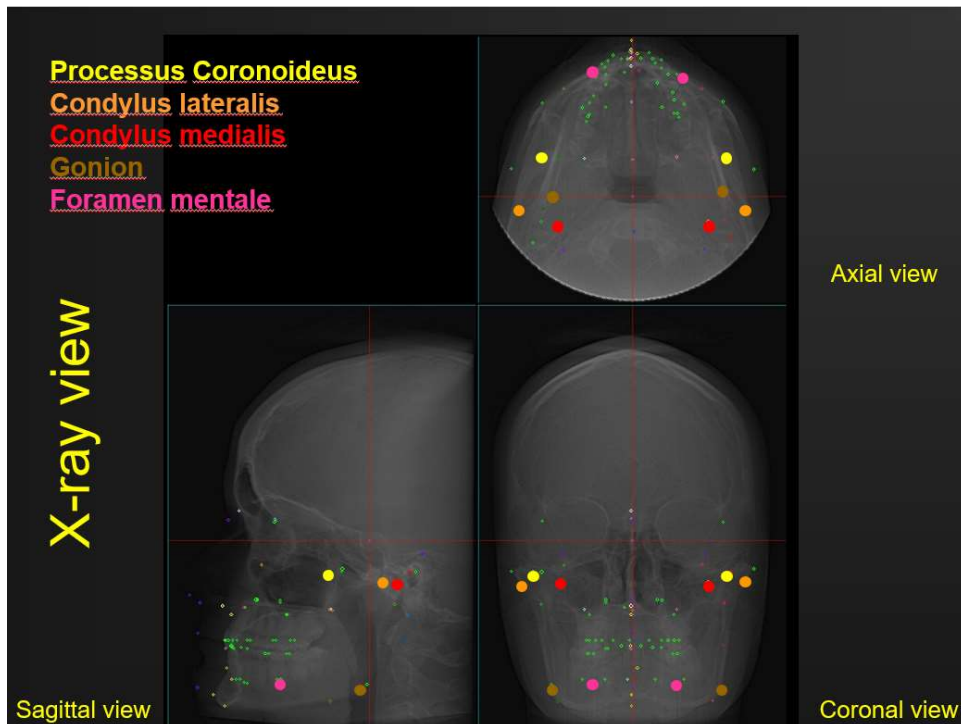 Processus Coronoideus
Condylus lateralis
Condylus medialis
Gonion
Foramen mentale
Axial view
X-ray view
Sagittal view
Coronal view